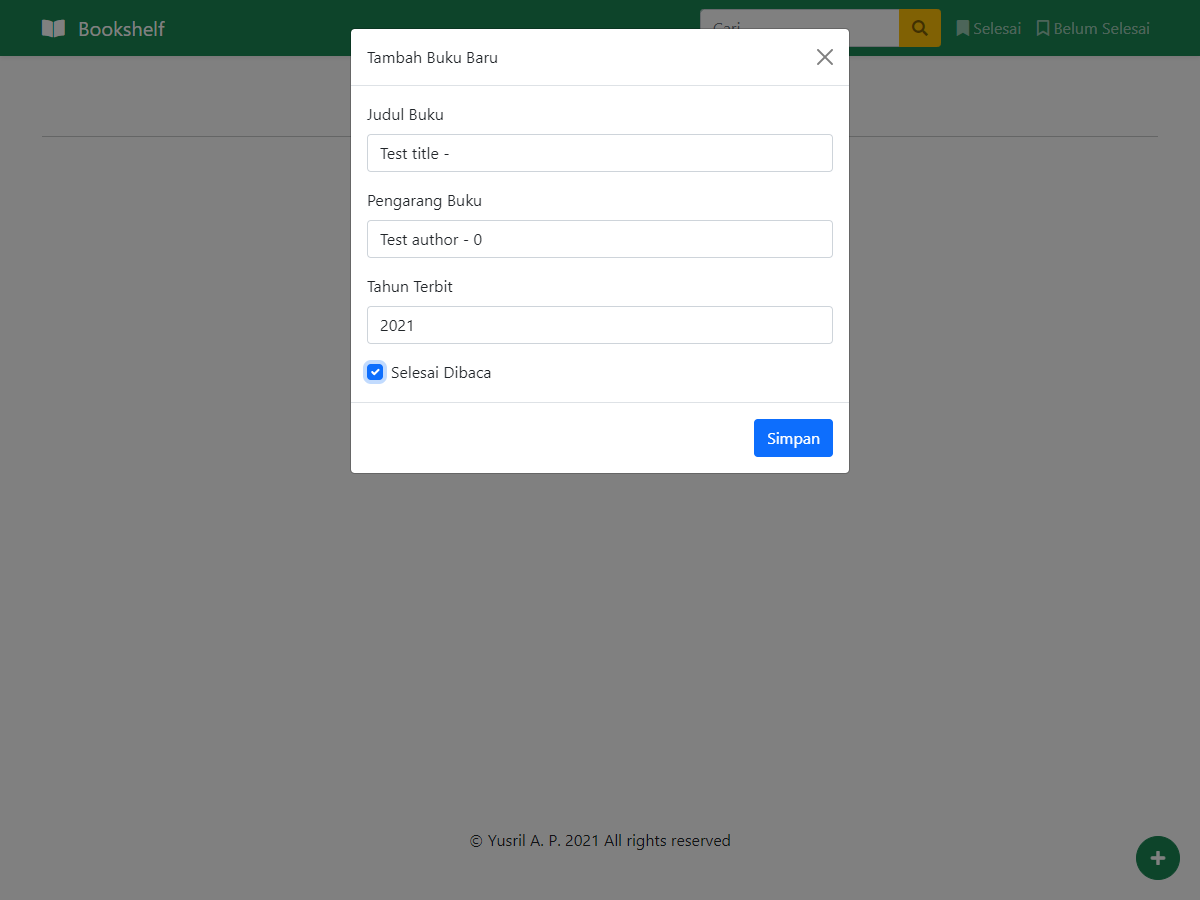 Bookshelf
Cari
Selesai
Belum Selesai
Tambah Buku Baru
Judul Buku
Test title -
Pengarang Buku
Test author - 0
Tahun Terbit
2021
Selesai Dibaca
Simpan
© Yusril A. P. 2021 All rights reserved